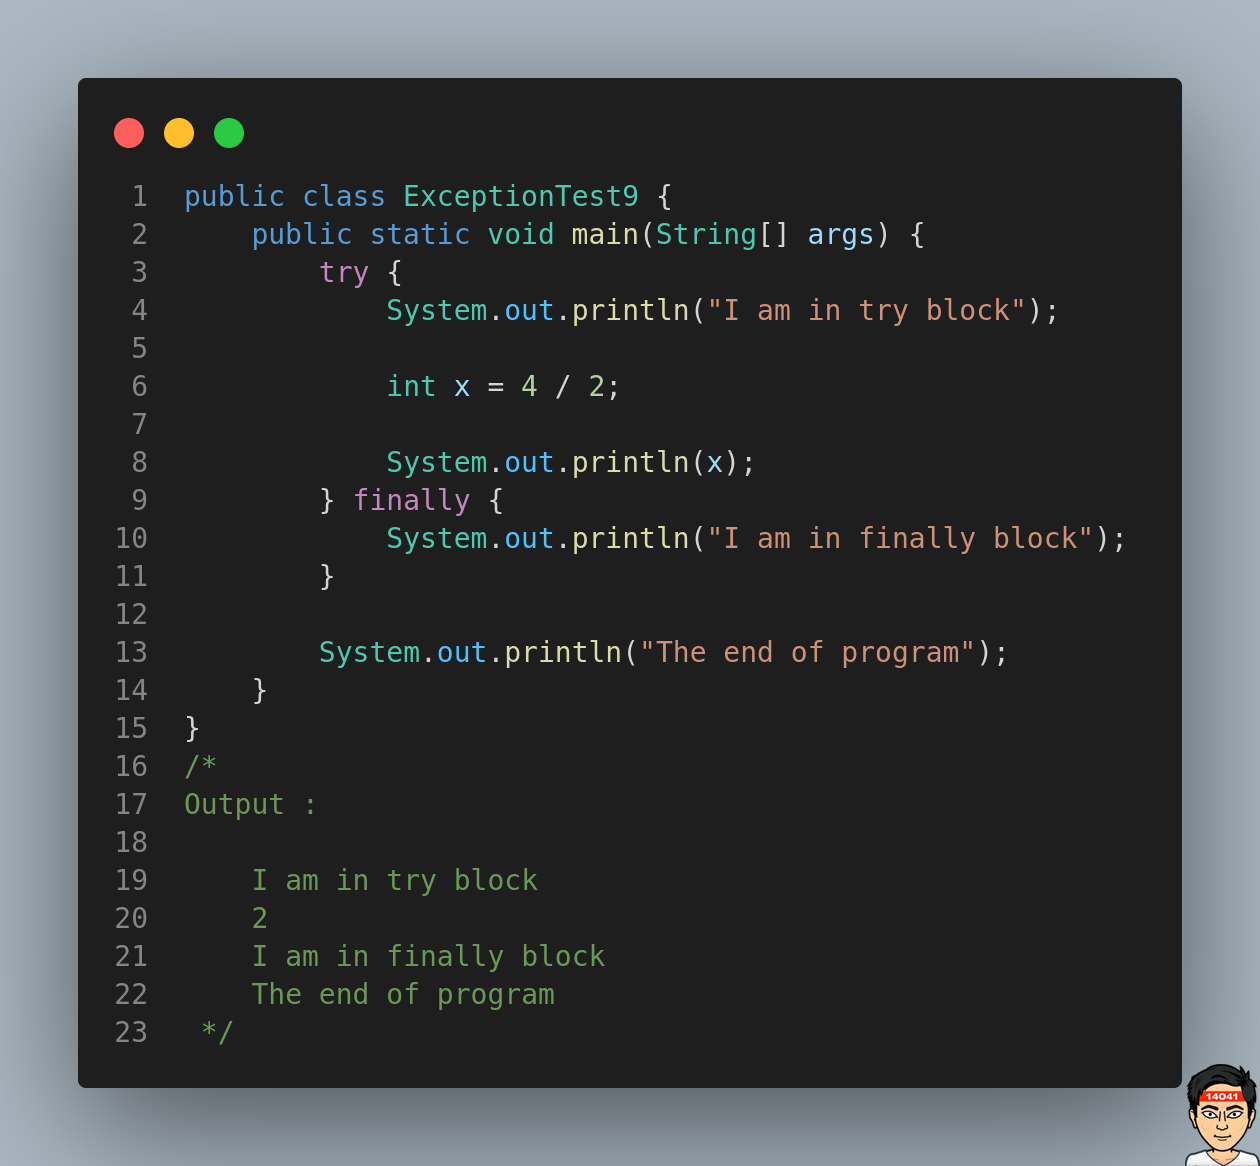 1 public class ExceptionTest9 {
2     public static void main(String[] args) {
3         try {
4             System.out.println("I am in try block");
5
6             int x = 4 / 2;
7
8             System.out.println(x);
9         } finally {
10             System.out.println("I am in finally block");
11         }
12
13         System.out.println("The end of program");
14     }
15 }
16 /*
17 Output :
18
19     I am in try block
20     2
21     I am in finally block
22     The end of program
23  */
14041